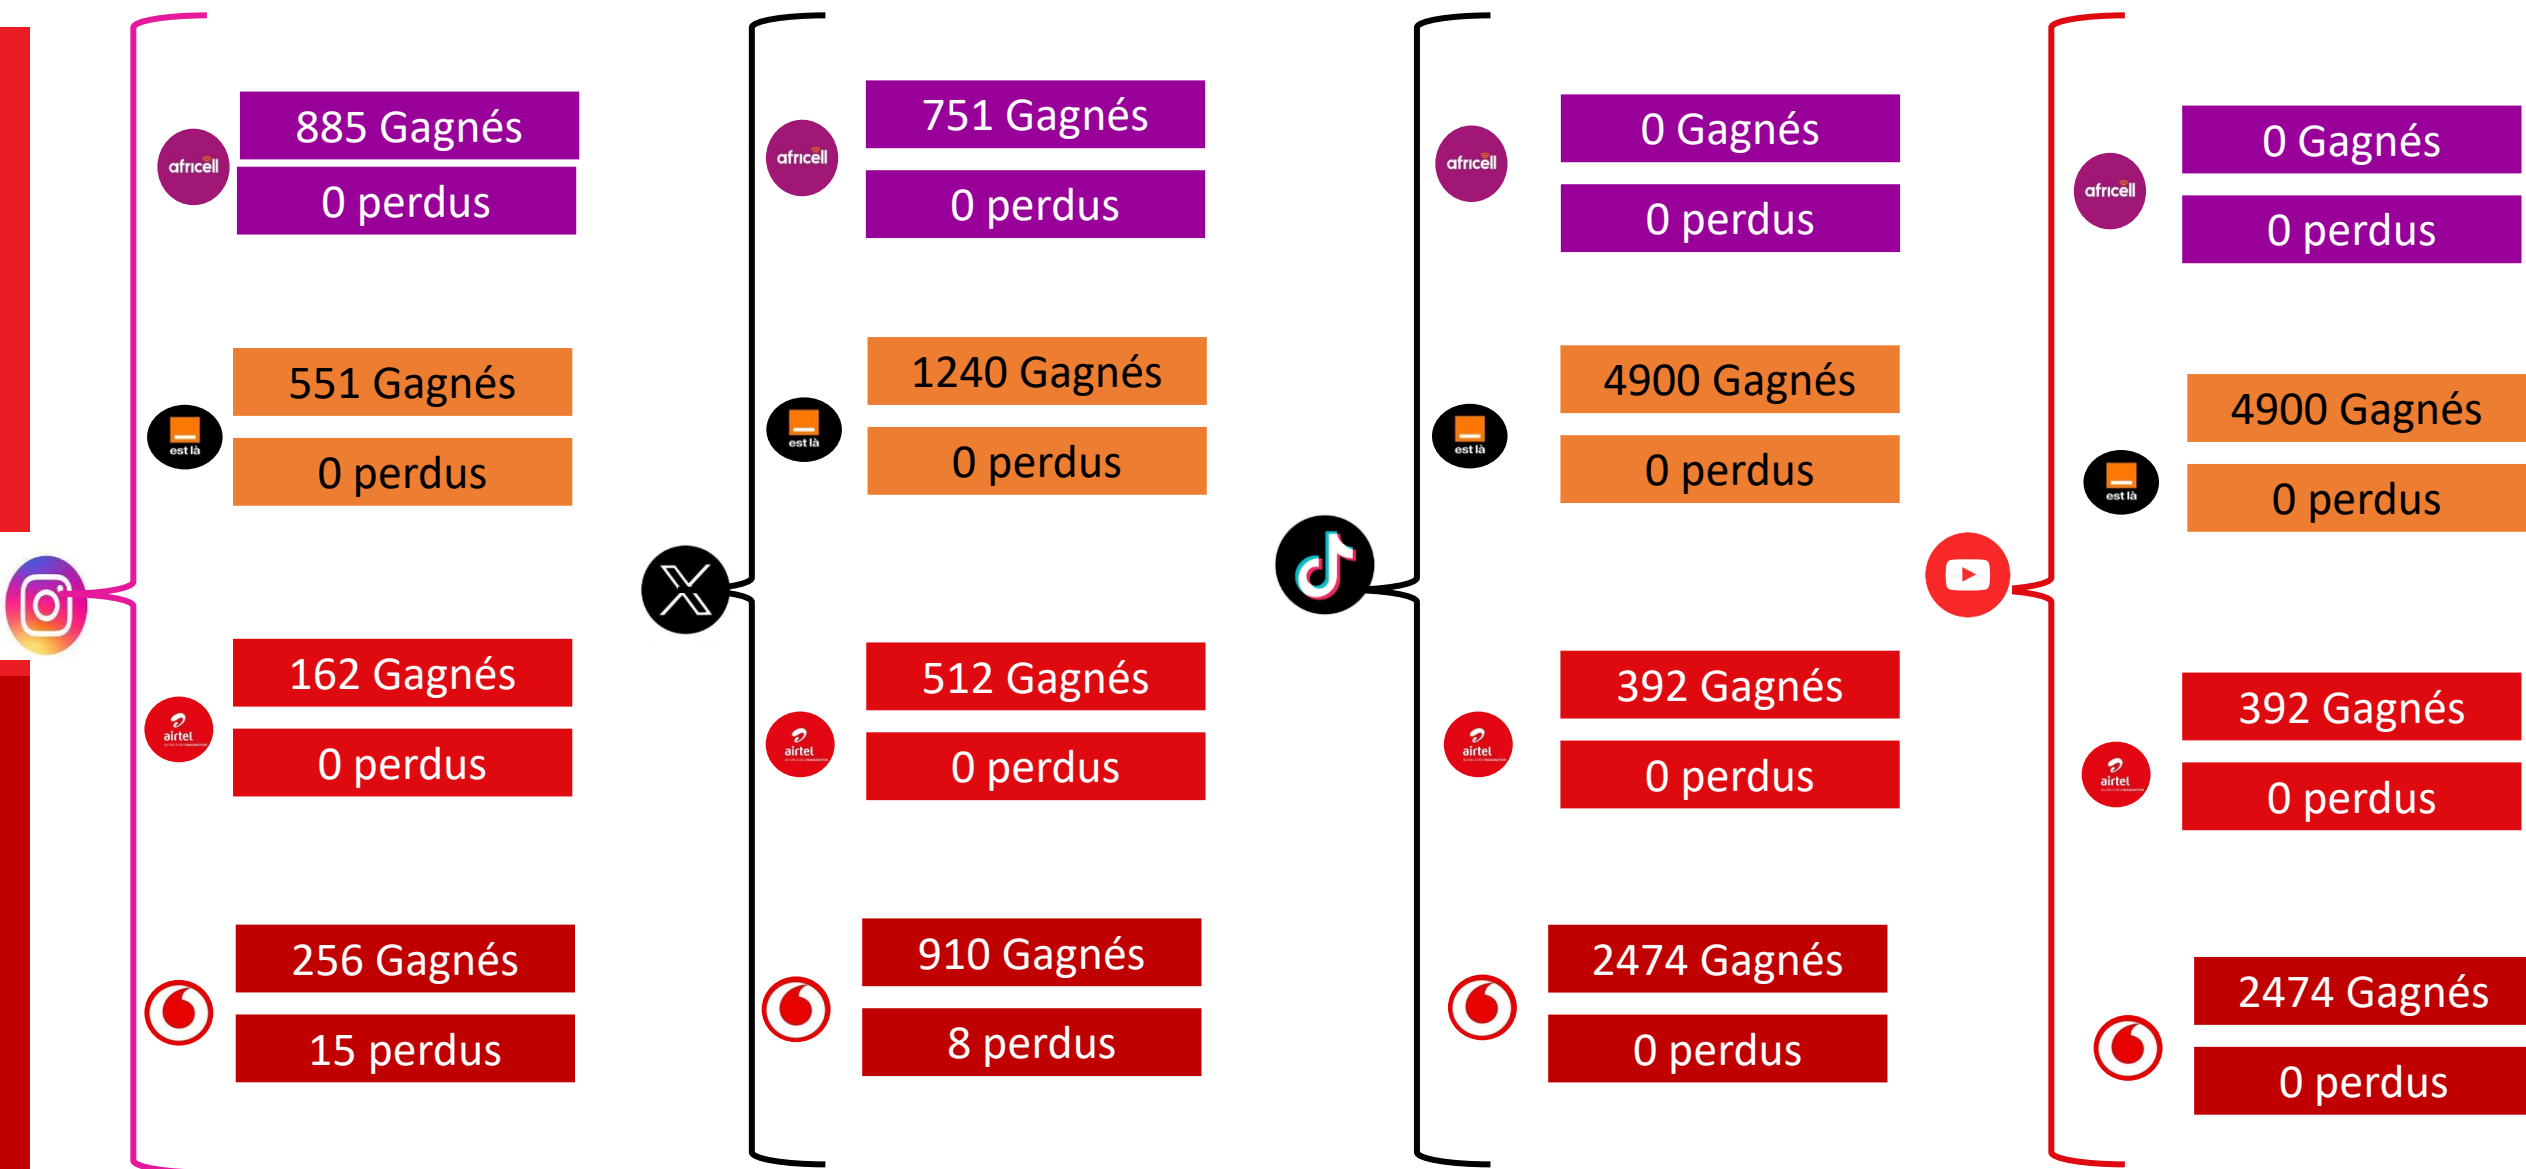 africell
885 Gagnés
0 perdus
est là
551 Gagnés
0 perdus
airtel
162 Gagnés
0 perdus
256 Gagnés
15 perdus
africell
751 Gagnés
0 perdus
est là
1240 Gagnés
0 perdus
airtel
512 Gagnés
0 perdus
910 Gagnés
8 perdus
africell
0 Gagnés
0 perdus
est là
4900 Gagnés
0 perdus
airtel
392 Gagnés
0 perdus
2474 Gagnés
0 perdus
africell
0 Gagnés
0 perdus
est là
4900 Gagnés
0 perdus
airtel
392 Gagnés
0 perdus
2474 Gagnés
0 perdus